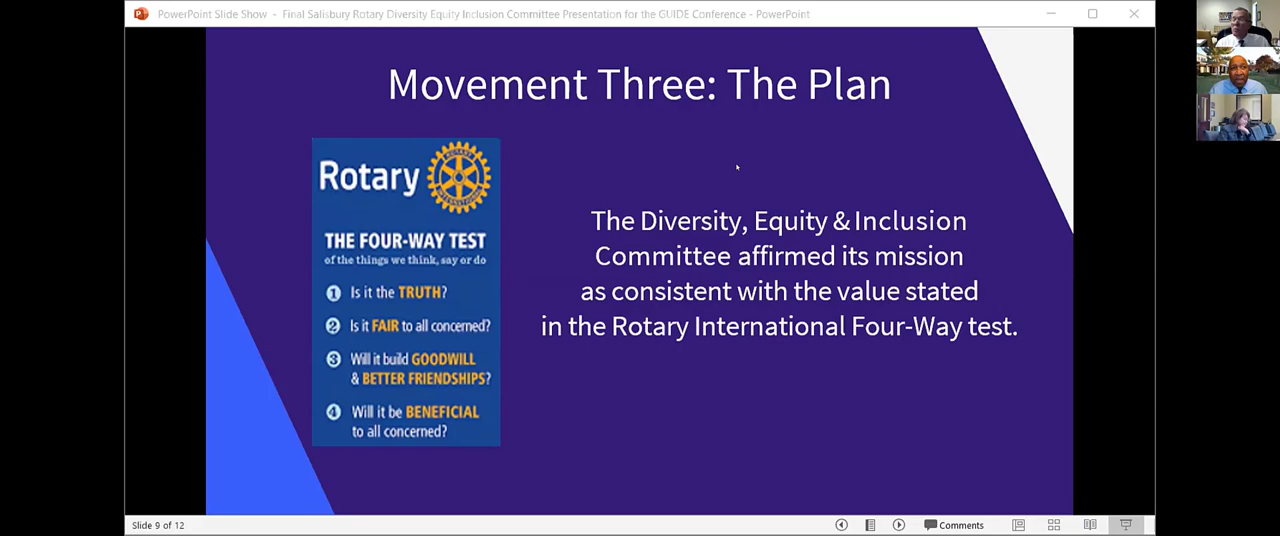 PowerPoint Slide Show - Final Salisbury Rotary Diversity Equity Inclusion Committee Presentation for the GUIDE Conference - PowerPoint
Movement Three: The Plan
Rotary
ROTARY
INTERNATIONAL
THE FOUR-WAY TEST
of the things we think, say or do
1 Is it the TRUTH?
2 Is it FAIR to all concerned?
3 Will it build GOODWILL
& BETTER FRIENDSHIPS?
4 Will it be BENEFICIAL
to all concerned?
The Diversity, Equity & Inclusion
Committee affirmed its mission
as consistent with the value stated
in the Rotary International Four-Way test.
Slide 9 of 12
Comments